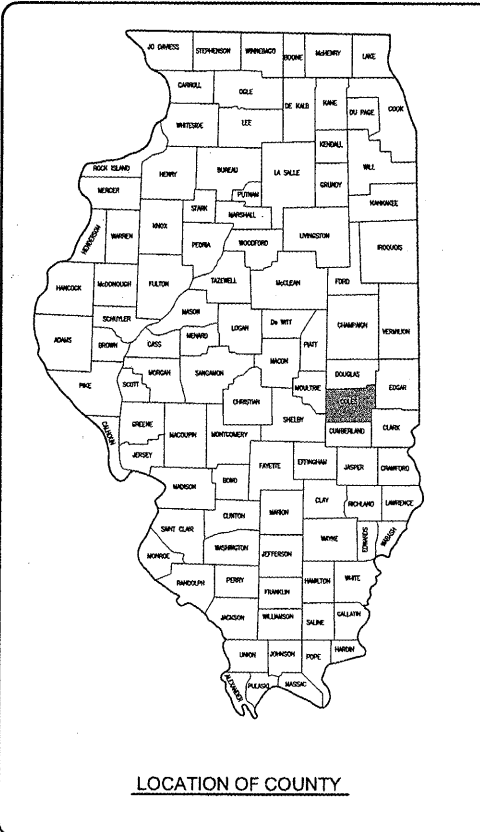 JO DAVIESS STEPHENSON WINNEBAGO BOONE McHENRY LAKE
CARROLL OGLE DE KALB KANE DU PAGE COOK
WHITESIDE LEE
KENDALL
ROCK ISLAND HENRY BUREAU LA SALLE WILL
MERCER PUTNAM GRUNDY
STARK KANKAKEE
HENDERSON WARREN KNOX MARSHALL
PEORIA WOODFORD LIVINGSTON IROQUOIS
HANCOCK McDONOUGH FULTON TAZEWELL McCLEAN FORD
SCHUYLER MASON
ADAMS BROWN CASS MENARD LOGAN De WITT PIATT CHAMPAIGN VERMILION
MACON
PIKE SCOTT MORGAN SANGAMON DOUGLAS
CHRISTIAN MOULTRIE COLES EDGAR
CALHOUN GREENE MACOUPIN MONTGOMERY SHELBY CUMBERLAND CLARK
JERSEY
FAYETTE EFFINGHAM JASPER CRAWFORD
MADISON BOND
CLINTON MARION CLAY RICHLAND LAWRENCE
SAINT CLAIR WAYNE EDWARDS WABASH
MONROE WASHINGTON JEFFERSON
RANDOLPH PERRY FRANKLIN HAMILTON WHITE
JACKSON WILLIAMSON SALINE GALLATIN
UNION JOHNSON POPE HARDIN
ALEXANDER PULASKI MASSAC
LOCATION OF COUNTY